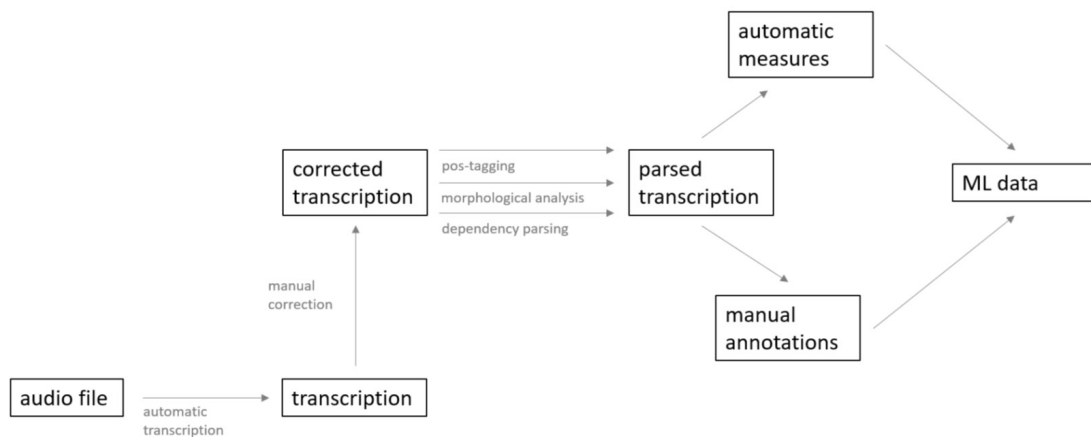 automatic
measures
corrected
transcription
pos-tagging
morphological analysis
dependency parsing
parsed
transcription
ML data
manual
correction
manual
annotations
audio file
automatic
transcription
transcription